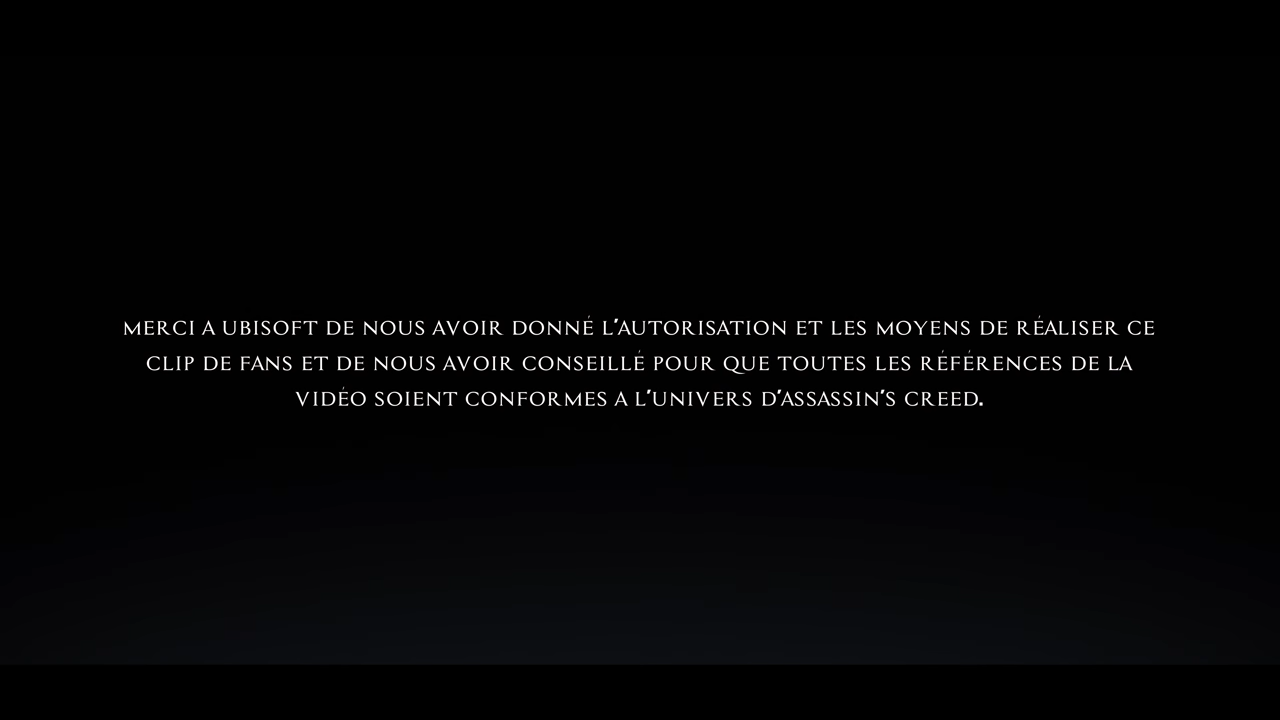 MERCI A UBISOFT DE NOUS AVOIR DONNÉ L'AUTORISATION ET LES MOYENS DE RÉALISER CE
CLIP DE FANS ET DE NOUS AVOIR CONSEILLÉ POUR QUE TOUTES LES RÉFÉRENCES DE LA
VIDÉO SOIENT CONFORMES A L'UNIVERS D'ASSASSIN'S CREED.